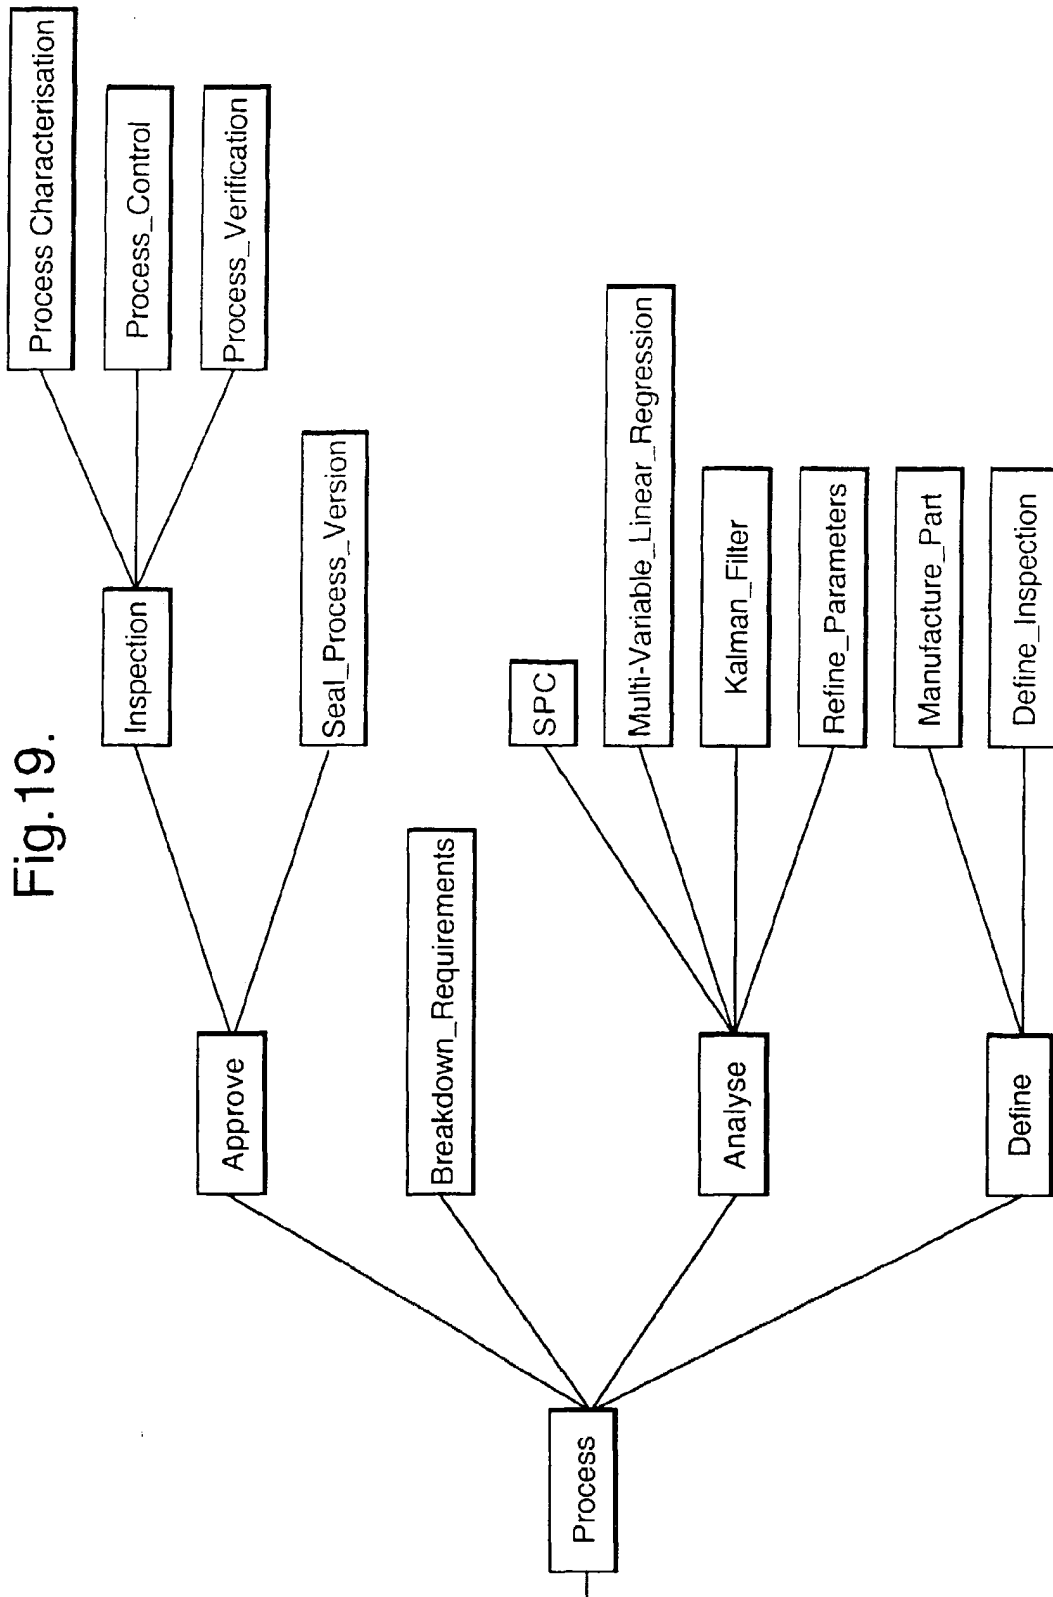 Fig.19.
Process
Approve
Breakdown_Requirements
Analyse
Define
Inspection
Seal_Process_Version
SPC
Multi-Variable_Linear_Regression
Kalman_Filter
Refine_Parameters
Manufacture_Part
Define_Inspection
Process Characterisation
Process_Control
Process_Verification